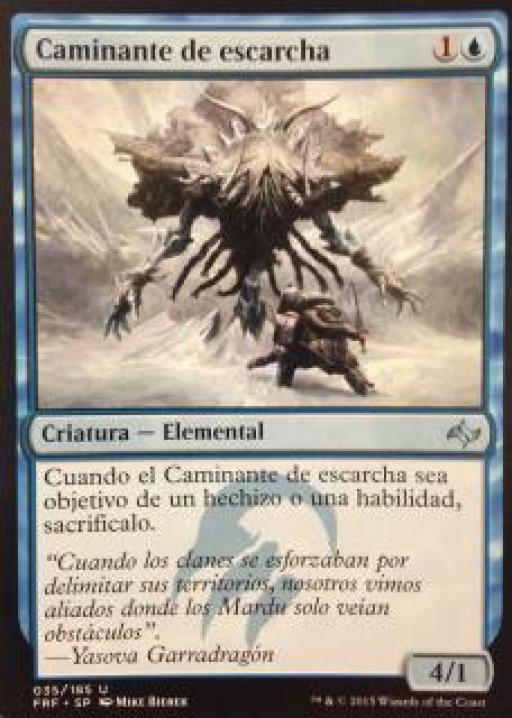 Caminante de escarcha
1
Criatura — Elemental
Cuando el Caminante de escarcha sea
objetivo de un hechizo o una habilidad,
sacrifícalo.
“Cuando los clanes se esforzaban por
delimitar sus territorios, nosotros vimos
aliados donde los Mardu solo veían
obstáculos”.
—Yasova Garradragón
4/1
035/185 U
FRF • SP Mike Bierek
™ & © 2015 Wizards of the Coast